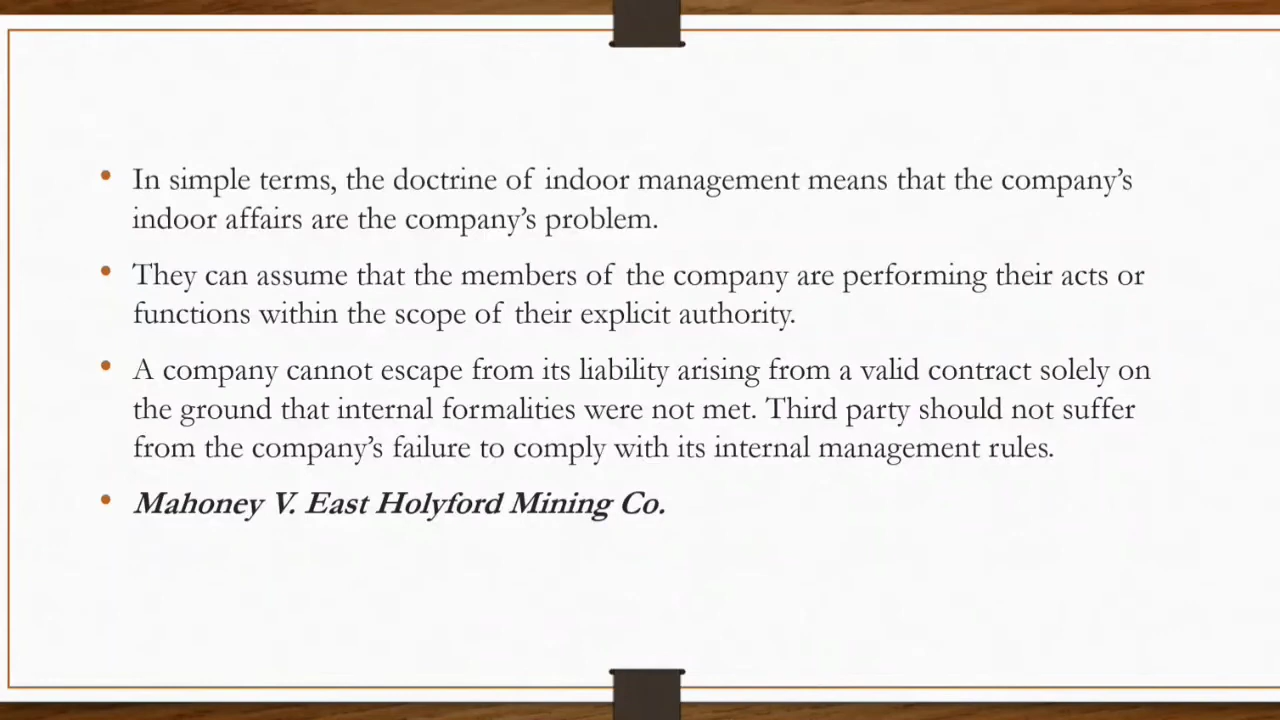 • In simple terms, the doctrine of indoor management means that the company’s
indoor affairs are the company’s problem.
• They can assume that the members of the company are performing their acts or
functions within the scope of their explicit authority.
• A company cannot escape from its liability arising from a valid contract solely on
the ground that internal formalities were not met. Third party should not suffer
from the company’s failure to comply with its internal management rules.
• Mahoney V. East Holyford Mining Co.